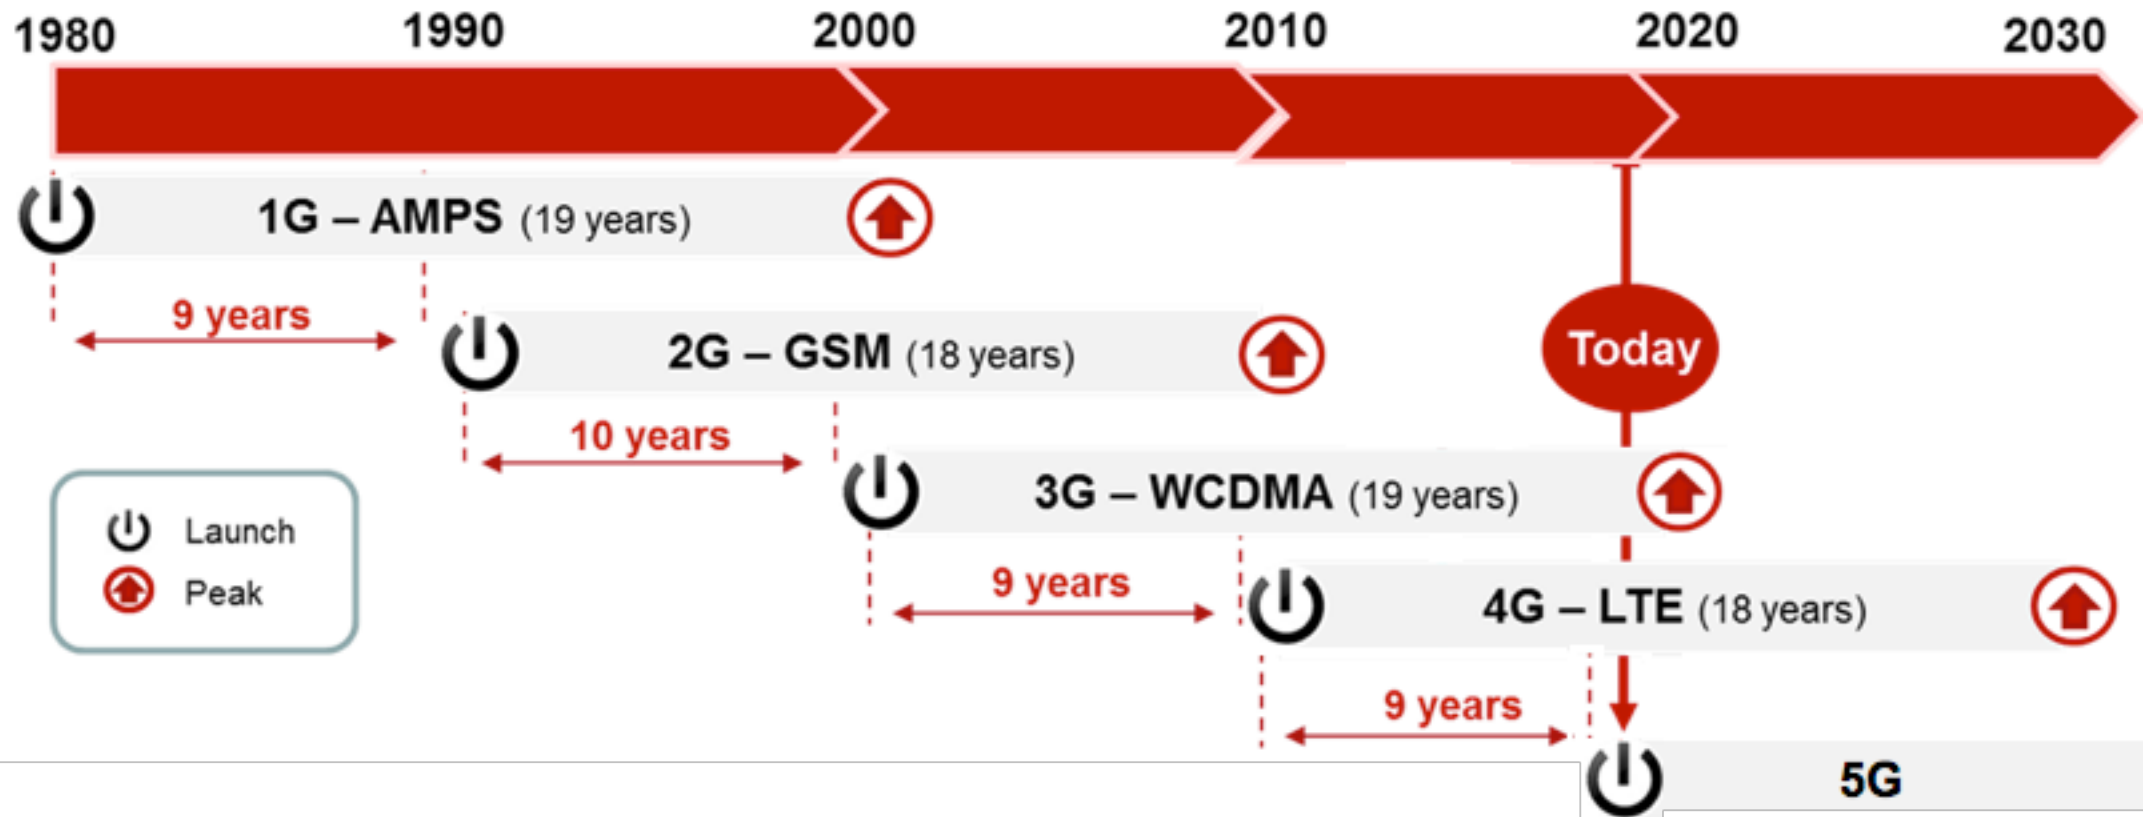 1980 1990 2000 2010 2020 2030
1G – AMPS (19 years)
9 years
2G – GSM (18 years)
Today
10 years
3G – WCDMA (19 years)
Launch
Peak
9 years
4G – LTE (18 years)
9 years
5G